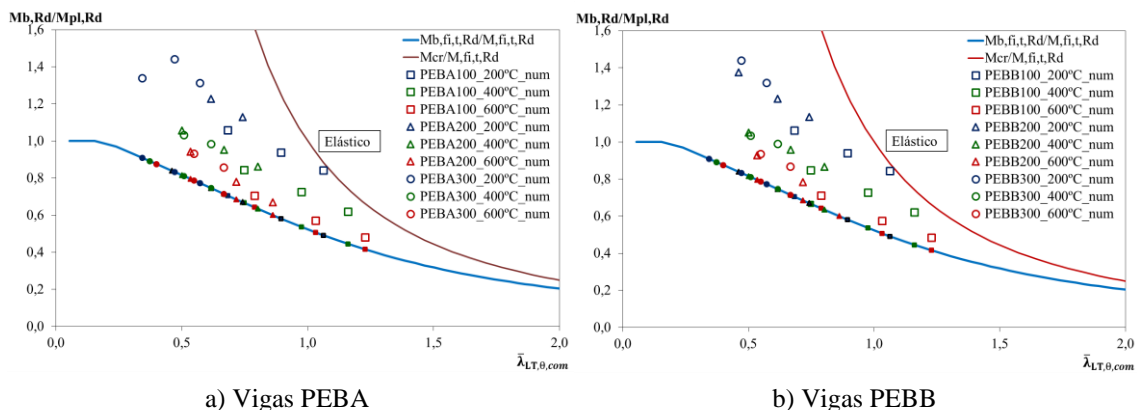 Mb,Rd/Mpl,Rd
1,6
1,4
1,2
1,0
0,8
0,6
0,4
0,2
0,0
0,0
0,5
1,0
1,5
2,0
Mb,fi,t,Rd/M,fi,t,Rd
Mcr/M,fi,t,Rd
PEBA100_200ºC_num
PEBA100_400ºC_num
PEBA100_600ºC_num
PEBA200_200ºC_num
PEBA200_400ºC_num
PEBA200_600ºC_num
PEBA300_200ºC_num
PEBA300_400ºC_num
PEBA300_600ºC_num
Elástico
λ̄LT,θ,com
a) Vigas PEBA
Mb,Rd/Mpl,Rd
1,6
1,4
1,2
1,0
0,8
0,6
0,4
0,2
0,0
0,0
0,5
1,0
1,5
2,0
Mb,fi,t,Rd/M,fi,t,Rd
Mcr/M,fi,t,Rd
PEBB100_200ºC_num
PEBB100_400ºC_num
PEBB100_600ºC_num
PEBB200_200ºC_num
PEBB200_400ºC_num
PEBB200_600ºC_num
PEBB300_200ºC_num
PEBB300_400ºC_num
PEBB300_600ºC_num
Elástico
λ̄LT,θ,com
b) Vigas PEBB